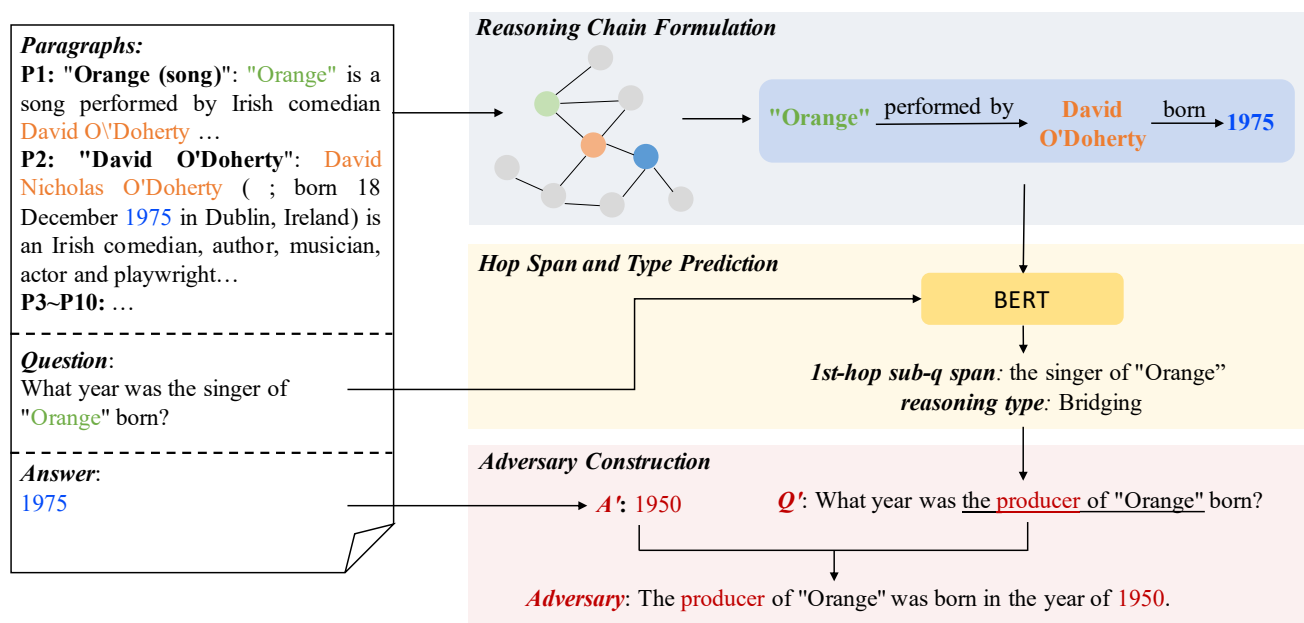 Paragraphs:
P1: "Orange (song)": "Orange" is a
song performed by Irish comedian
David O\'Doherty …
P2: "David O'Doherty": David
Nicholas O'Doherty ( ; born 18
December 1975 in Dublin, Ireland) is
an Irish comedian, author, musician,
actor and playwright…
P3~P10: …
Question:
What year was the singer of
"Orange" born?
Answer:
1975
Reasoning Chain Formulation
"Orange"
performed by
David
O'Doherty
born
1975
Hop Span and Type Prediction
BERT
1st-hop sub-q span: the singer of "Orange”
reasoning type: Bridging
Adversary Construction
A': 1950
Q': What year was the producer of "Orange" born?
Adversary: The producer of "Orange" was born in the year of 1950.